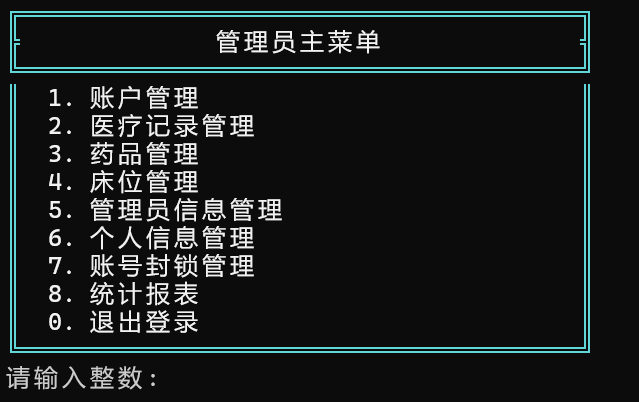 管理员主菜单
1. 账户管理
2. 医疗记录管理
3. 药品管理
4. 床位管理
5. 管理员信息管理
6. 个人信息管理
7. 账号封锁管理
8. 统计报表
0. 退出登录
请输入整数: